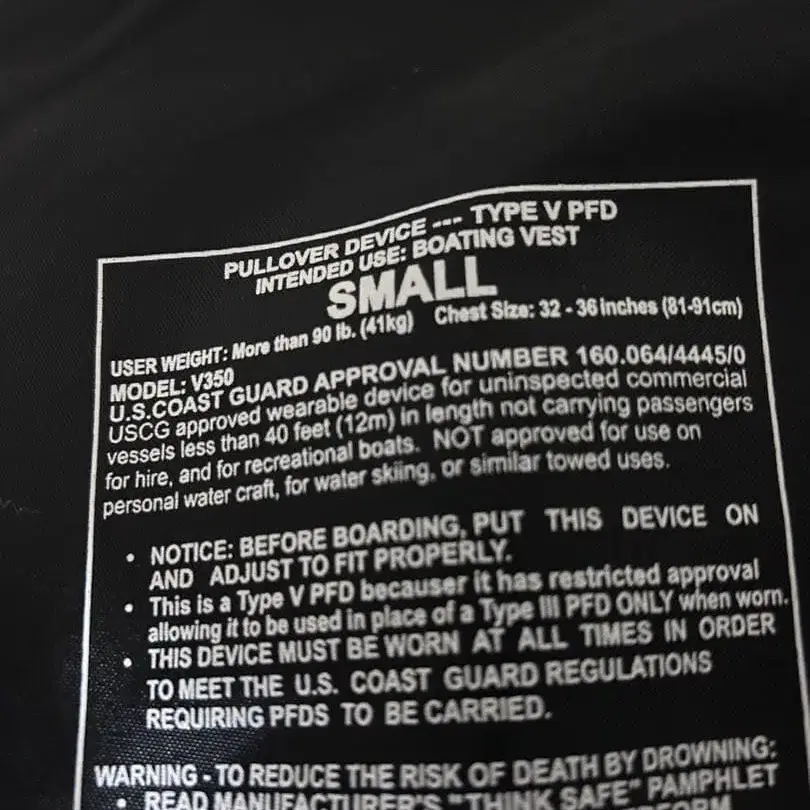 PULLOVER DEVICE --- TYPE V PFD
INTENDED USE: BOATING VEST
SMALL
USER WEIGHT: More than 90 lb. (41kg) Chest Size: 32 - 36 inches (81-91cm)
MODEL: V350
U.S.COAST GUARD APPROVAL NUMBER 160.064/4445/0
USCG approved wearable device for uninspected commercial
vessels less than 40 feet (12m) in length not carrying passengers
for hire, and for recreational boats. NOT approved for use on
personal water craft, for water skiing, or similar towed uses.
• NOTICE: BEFORE BOARDING, PUT THIS DEVICE ON
AND ADJUST TO FIT PROPERLY.
• This is a Type V PFD becauser it has restricted approval
allowing it to be used in place of a Type III PFD ONLY when worn.
• THIS DEVICE MUST BE WORN AT ALL TIMES IN ORDER
TO MEET THE U.S. COAST GUARD REGULATIONS
REQUIRING PFDS TO BE CARRIED.
WARNING - TO REDUCE THE RISK OF DEATH BY DROWNING:
• READ MANUFACTURER'S "THINK SAFE" PAMPHLET